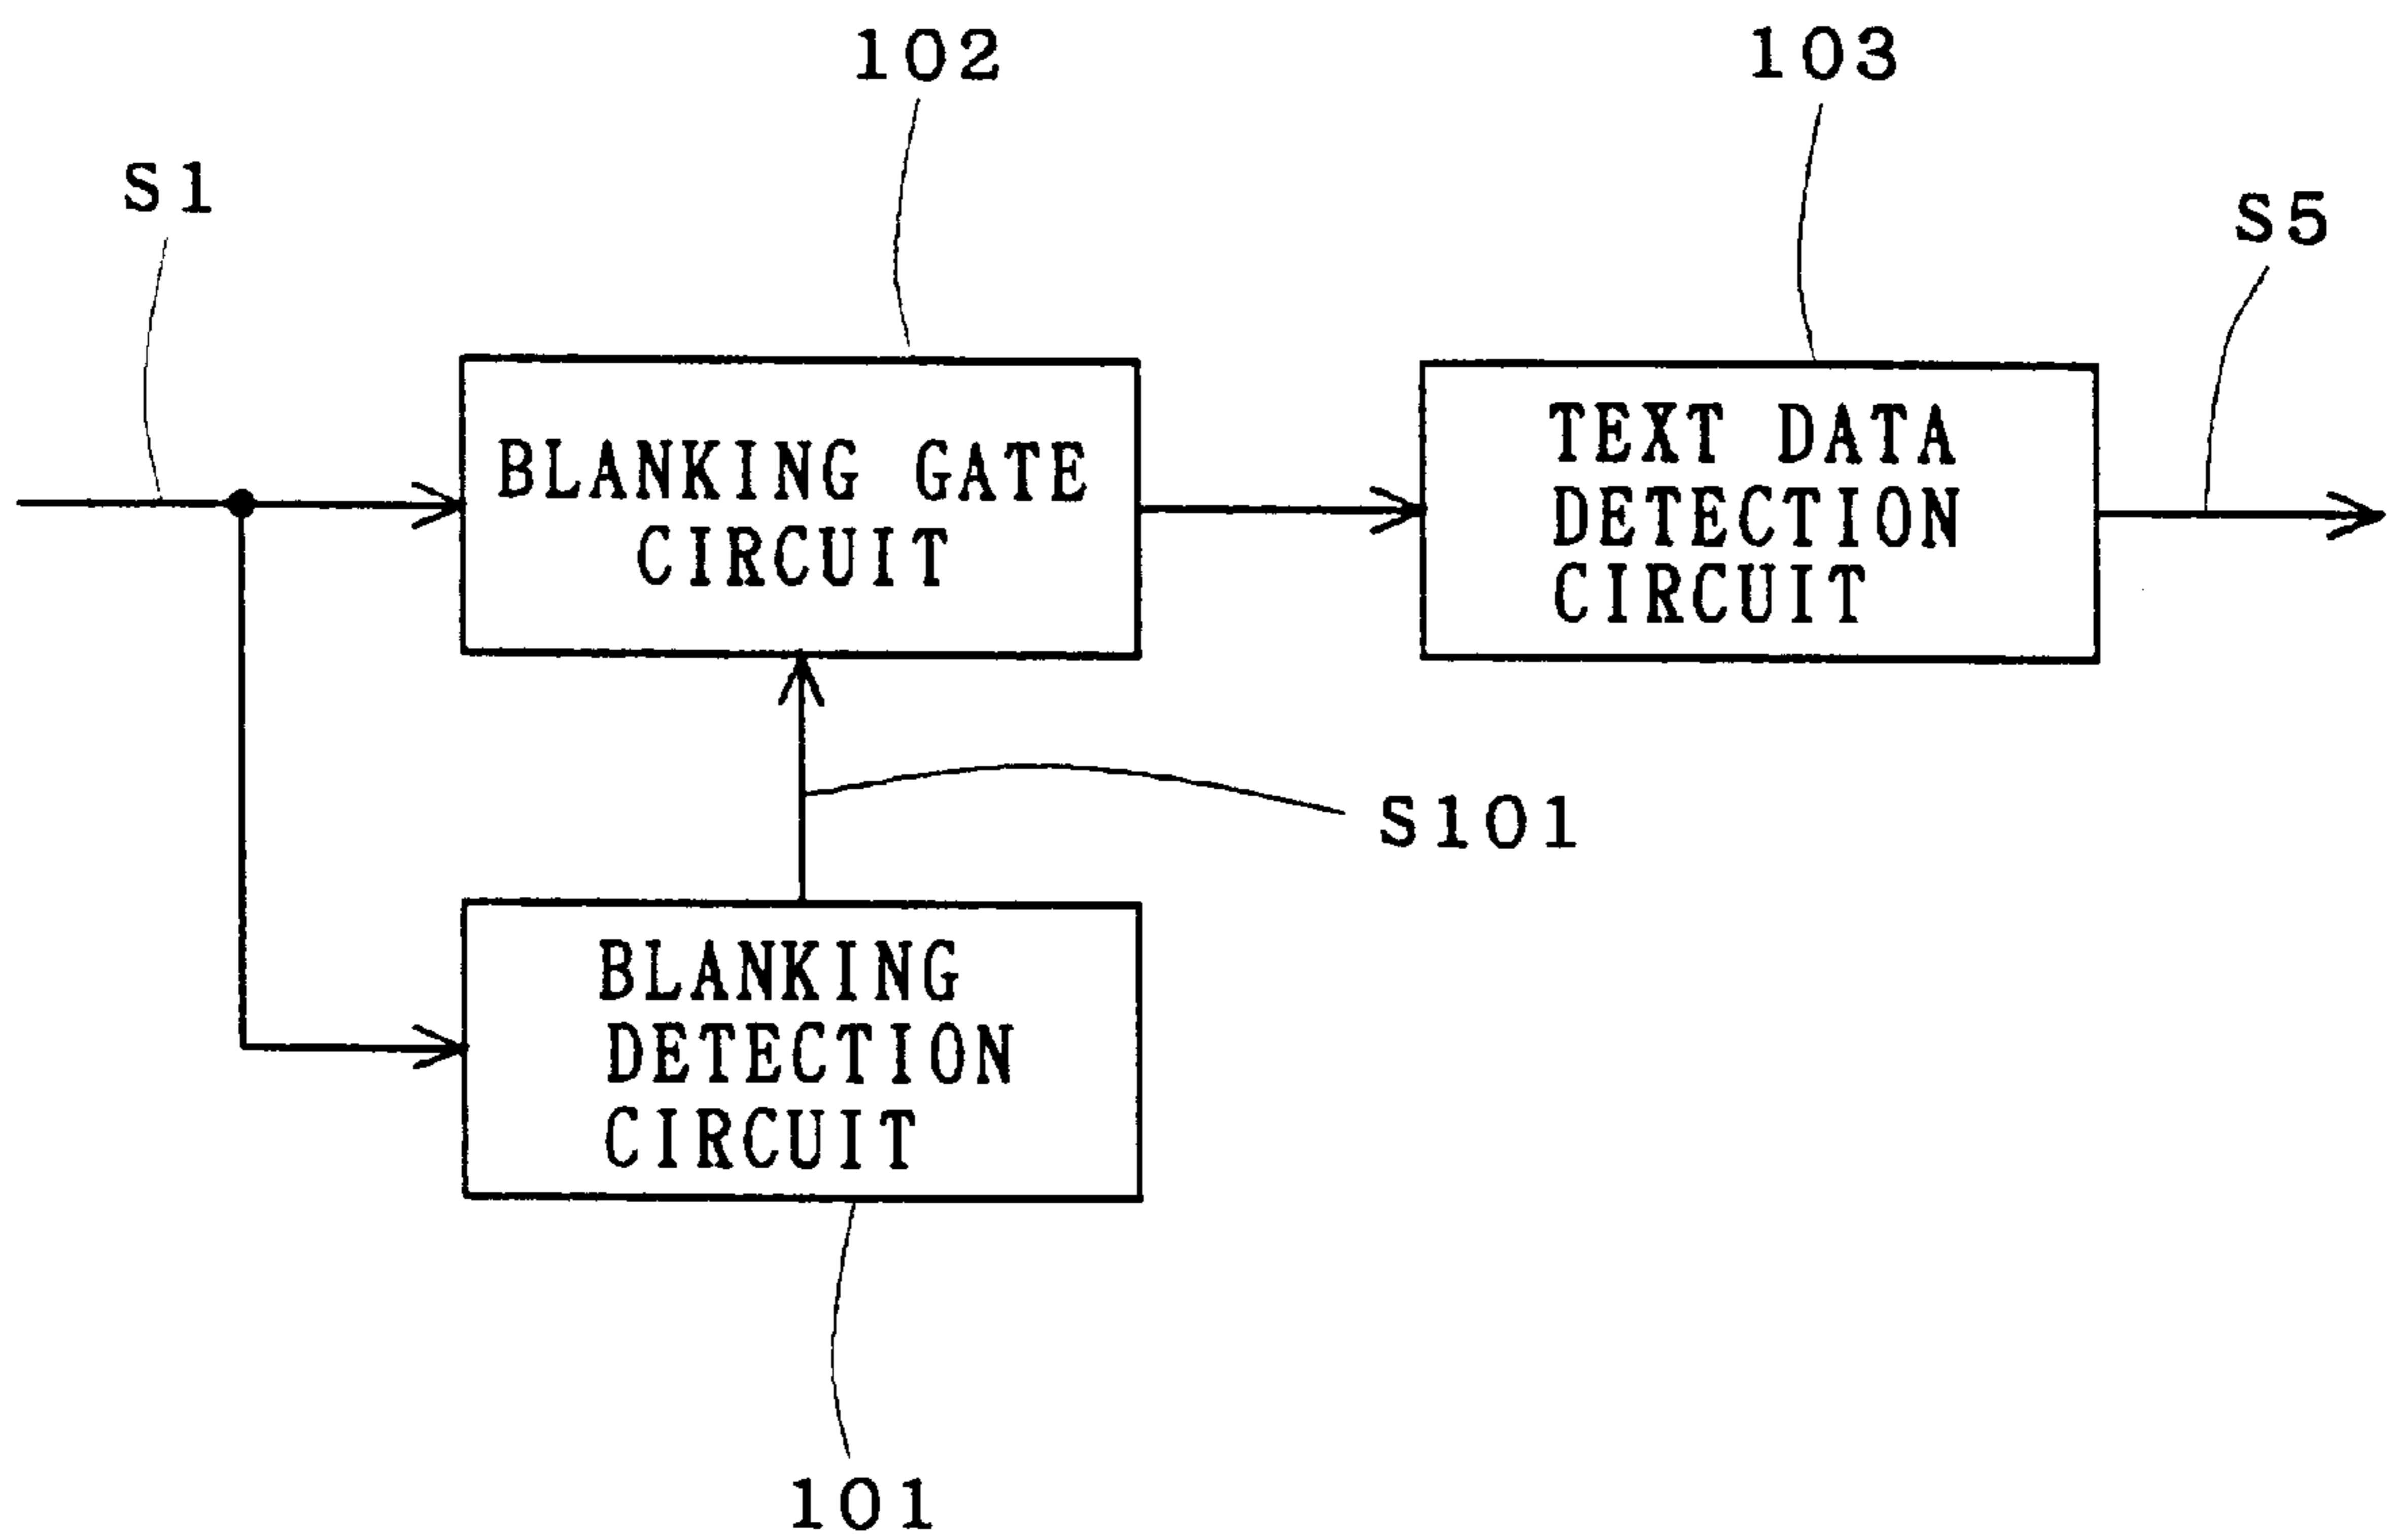 102
103
S1
S5
BLANKING GATE
CIRCUIT
TEXT DATA
DETECTION
CIRCUIT
S101
BLANKING
DETECTION
CIRCUIT
101